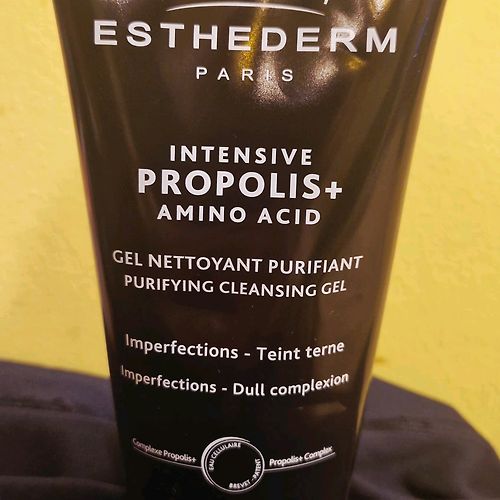 ESTHEDERM
PARIS
INTENSIVE
PROPOLIS+
AMINO ACID
GEL NETTOYANT PURIFIANT
PURIFYING CLEANSING GEL
Imperfections - Teint terne
Imperfections - Dull complexion
Complexe Propolis+
EAU CELLULAIRE
BREVET - PATENT
Propolis+ Complex